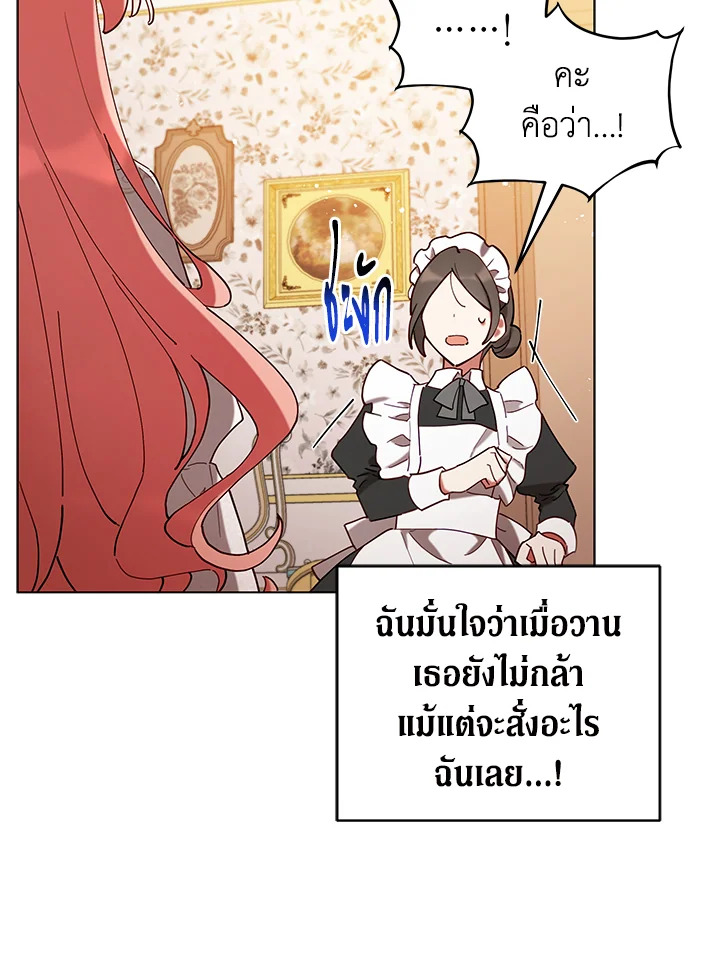 ……!
คะ
คือว่า...!
ชะงัก
ฉันมั่นใจว่าเมื่อวาน
เธอยังไม่กล้า
แม้แต่จะสั่งอะไร
ฉันเลย...!